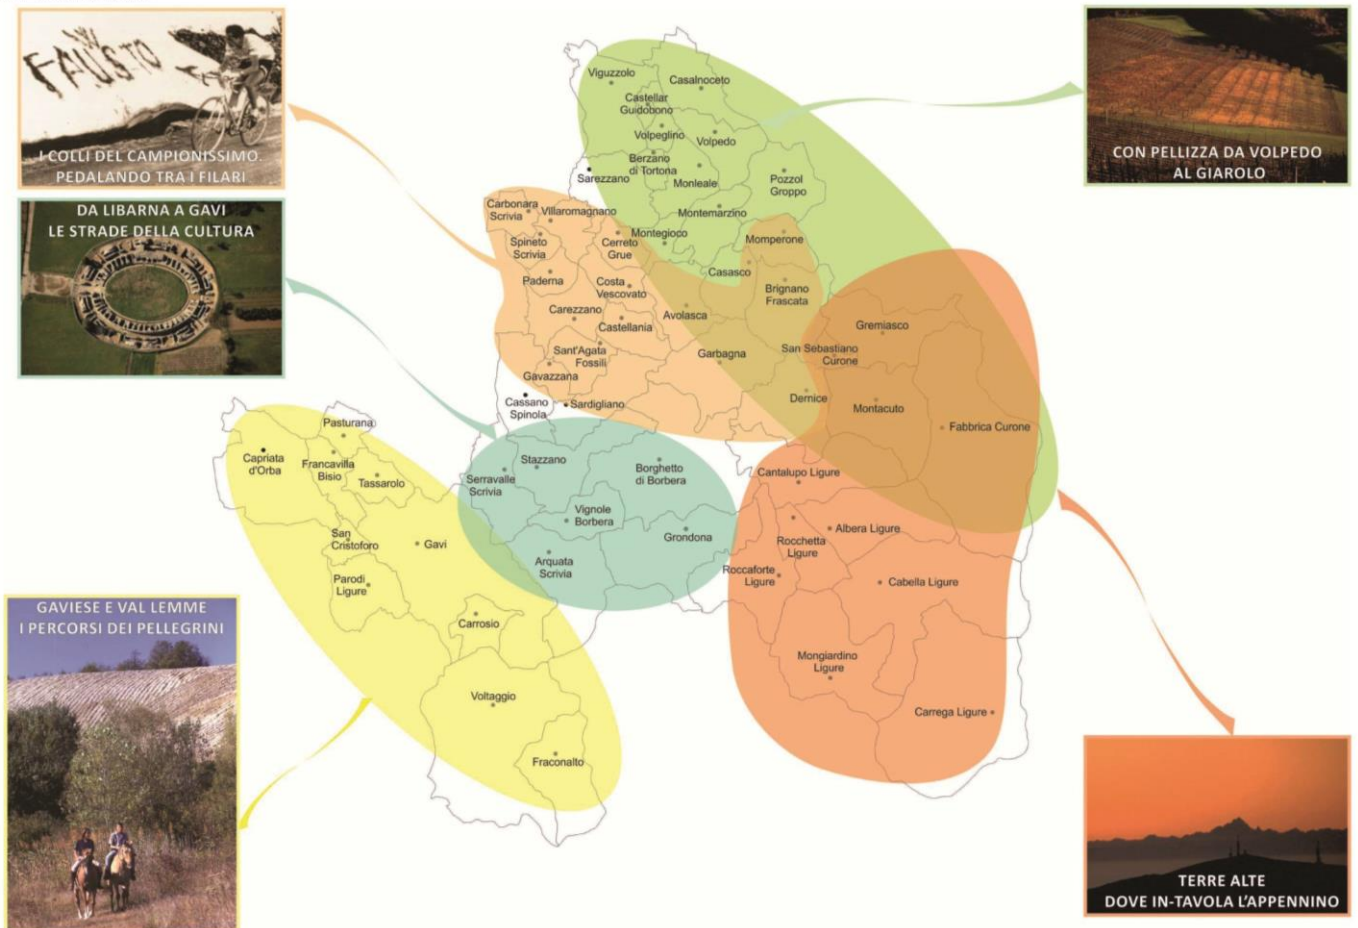 FAUSTO
I COLLI DEL CAMPIONISSIMO.
PEDALANDO TRA I FILARI
DA LIBARNA A GAVI
LE STRADE DELLA CULTURA
GAVIESE E VAL LEMME
I PERCORSI DEI PELLEGRINI
CON PELLIZZA DA VOLPEDO
AL GIAROLO
TERRE ALTE
DOVE IN-TAVOLA L'APPENNINO
Viguzzolo
Casalnoceto
Castellar
Guidobono
Volpeglino
Volpedo
Berzano
di Tortona
Sarezzano
Monleale
Pozzol
Groppo
Montemarzino
Carbonara
Scrivia
Villaromagnano
Spineto
Scrivia
Cerreto
Grue
Montegioco
Momperone
Casasco
Paderna
Costa
Vescovato
Brignano
Frascata
Carezzano
Castellania
Avolasca
Gremiasco
Sant'Agata
Fossili
Garbagna
San Sebastiano
Curone
Gavazzana
Cassano
Spinola
Sardigliano
Dernice
Montacuto
Fabbrica Curone
Pasturana
Capriata
d'Orba
Francavilla
Bisio
Tassarolo
Stazzano
Serravalle
Scrivia
Borghetto
di Borbera
Cantalupo Ligure
Vignole
Borbera
Grondona
Albera Ligure
Rocchetta
Ligure
San
Cristoforo
Gavi
Arquata
Scrivia
Roccaforte
Ligure
Cabella Ligure
Parodi
Ligure
Carrosio
Mongiardino
Ligure
Voltaggio
Carrega Ligure
Fraconalto